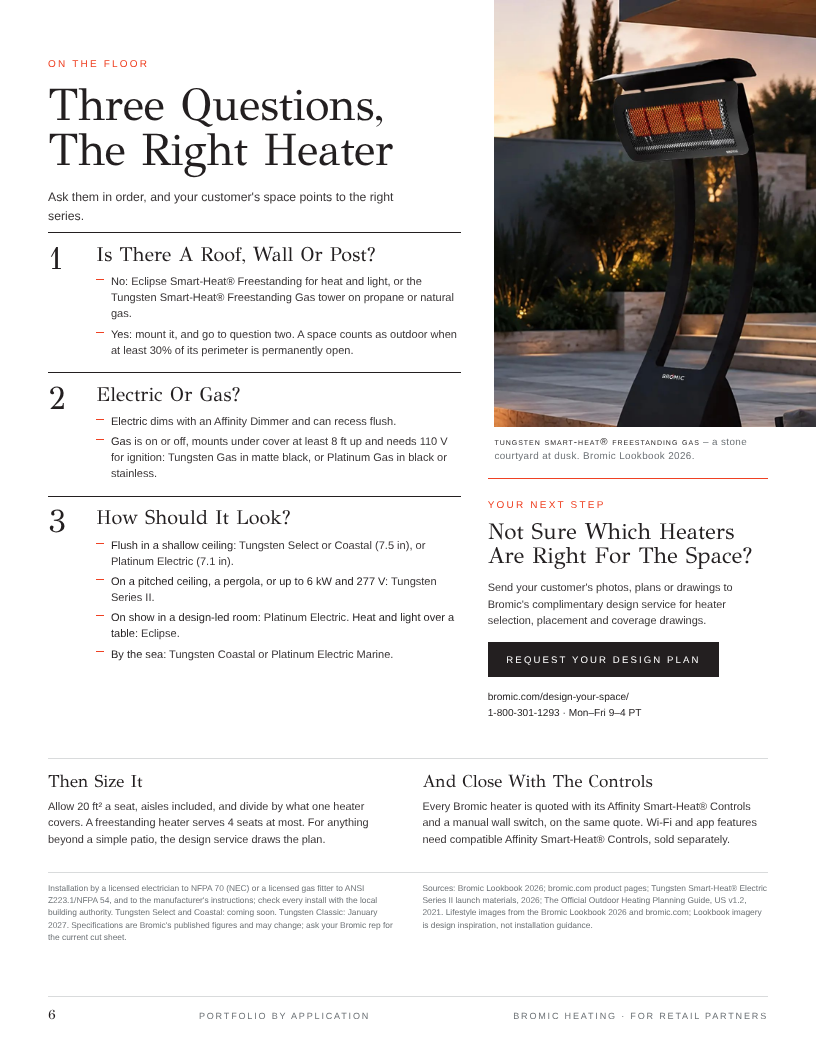 ON THE FLOOR
Three Questions,
The Right Heater
Ask them in order, and your customer's space points to the right
series.
1
Is There A Roof, Wall Or Post?
— No: Eclipse Smart-Heat® Freestanding for heat and light, or the
Tungsten Smart-Heat® Freestanding Gas tower on propane or natural
gas.
— Yes: mount it, and go to question two. A space counts as outdoor when
at least 30% of its perimeter is permanently open.
2
Electric Or Gas?
— Electric dims with an Affinity Dimmer and can recess flush.
— Gas is on or off, mounts under cover at least 8 ft up and needs 110 V
for ignition: Tungsten Gas in matte black, or Platinum Gas in black or
stainless.
3
How Should It Look?
— Flush in a shallow ceiling: Tungsten Select or Coastal (7.5 in), or
Platinum Electric (7.1 in).
— On a pitched ceiling, a pergola, or up to 6 kW and 277 V: Tungsten
Series II.
— On show in a design-led room: Platinum Electric. Heat and light over a
table: Eclipse.
— By the sea: Tungsten Coastal or Platinum Electric Marine.
BROMIC
TUNGSTEN SMART-HEAT® FREESTANDING GAS – a stone
courtyard at dusk. Bromic Lookbook 2026.
YOUR NEXT STEP
Not Sure Which Heaters
Are Right For The Space?
Send your customer's photos, plans or drawings to
Bromic's complimentary design service for heater
selection, placement and coverage drawings.
REQUEST YOUR DESIGN PLAN
bromic.com/design-your-space/
1-800-301-1293 · Mon–Fri 9–4 PT
Then Size It
Allow 20 ft² a seat, aisles included, and divide by what one heater
covers. A freestanding heater serves 4 seats at most. For anything
beyond a simple patio, the design service draws the plan.
And Close With The Controls
Every Bromic heater is quoted with its Affinity Smart-Heat® Controls
and a manual wall switch, on the same quote. Wi-Fi and app features
need compatible Affinity Smart-Heat® Controls, sold separately.
Installation by a licensed electrician to NFPA 70 (NEC) or a licensed gas fitter to ANSI
Z223.1/NFPA 54, and to the manufacturer's instructions; check every install with the local
building authority. Tungsten Select and Coastal: coming soon. Tungsten Classic: January
2027. Specifications are Bromic's published figures and may change; ask your Bromic rep for
the current cut sheet.
Sources: Bromic Lookbook 2026; bromic.com product pages; Tungsten Smart-Heat® Electric
Series II launch materials, 2026; The Official Outdoor Heating Planning Guide, US v1.2,
2021. Lifestyle images from the Bromic Lookbook 2026 and bromic.com; Lookbook imagery
is design inspiration, not installation guidance.
6
PORTFOLIO BY APPLICATION
BROMIC HEATING · FOR RETAIL PARTNERS